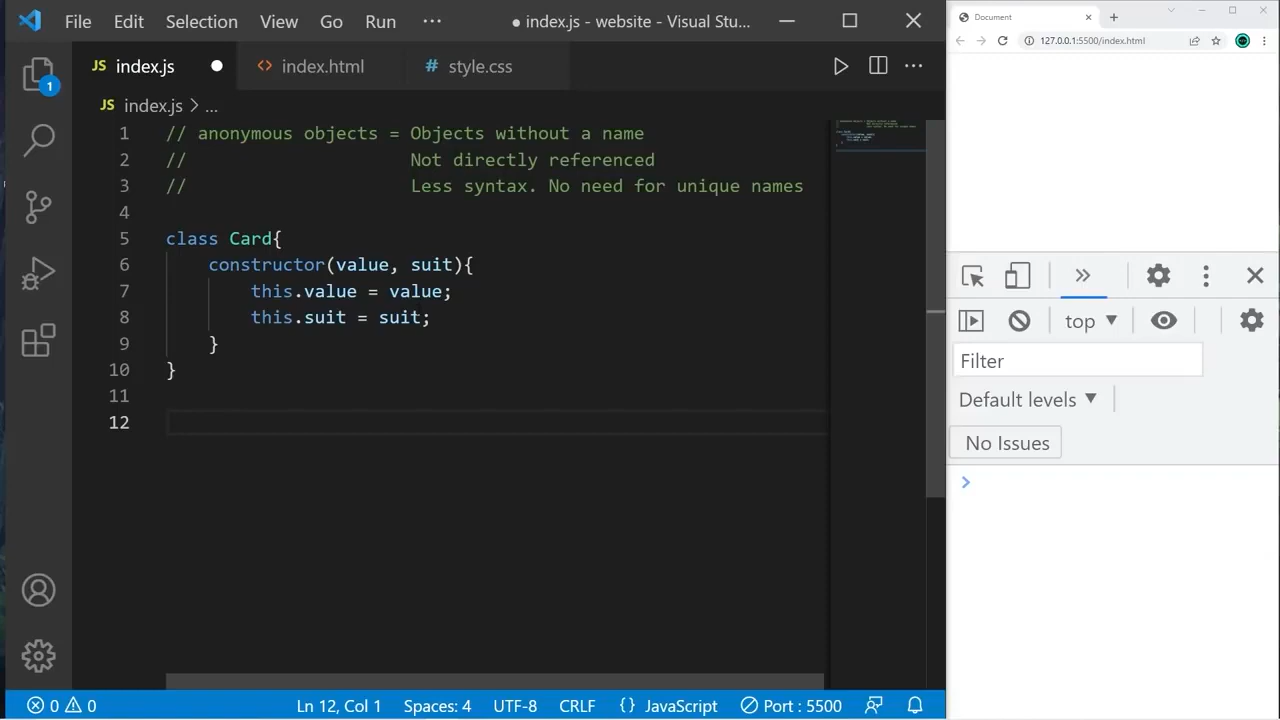 File Edit Selection View Go Run ··· ● index.js - website - Visual Stu...
JS index.js ● <> index.html # style.css ···
1
JS index.js > ...
1 // anonymous objects = Objects without a name
2 // Not directly referenced
3 // Less syntax. No need for unique names
4
5 class Card{
6 constructor(value, suit){
7 this.value = value;
8 this.suit = suit;
9 }
10 }
11
12
0 0 Ln 12, Col 1 Spaces: 4 UTF-8 CRLF {} JavaScript Port : 5500
Document
127.0.0.1:5500/index.html
top ▼
Filter
Default levels ▼
No Issues
>